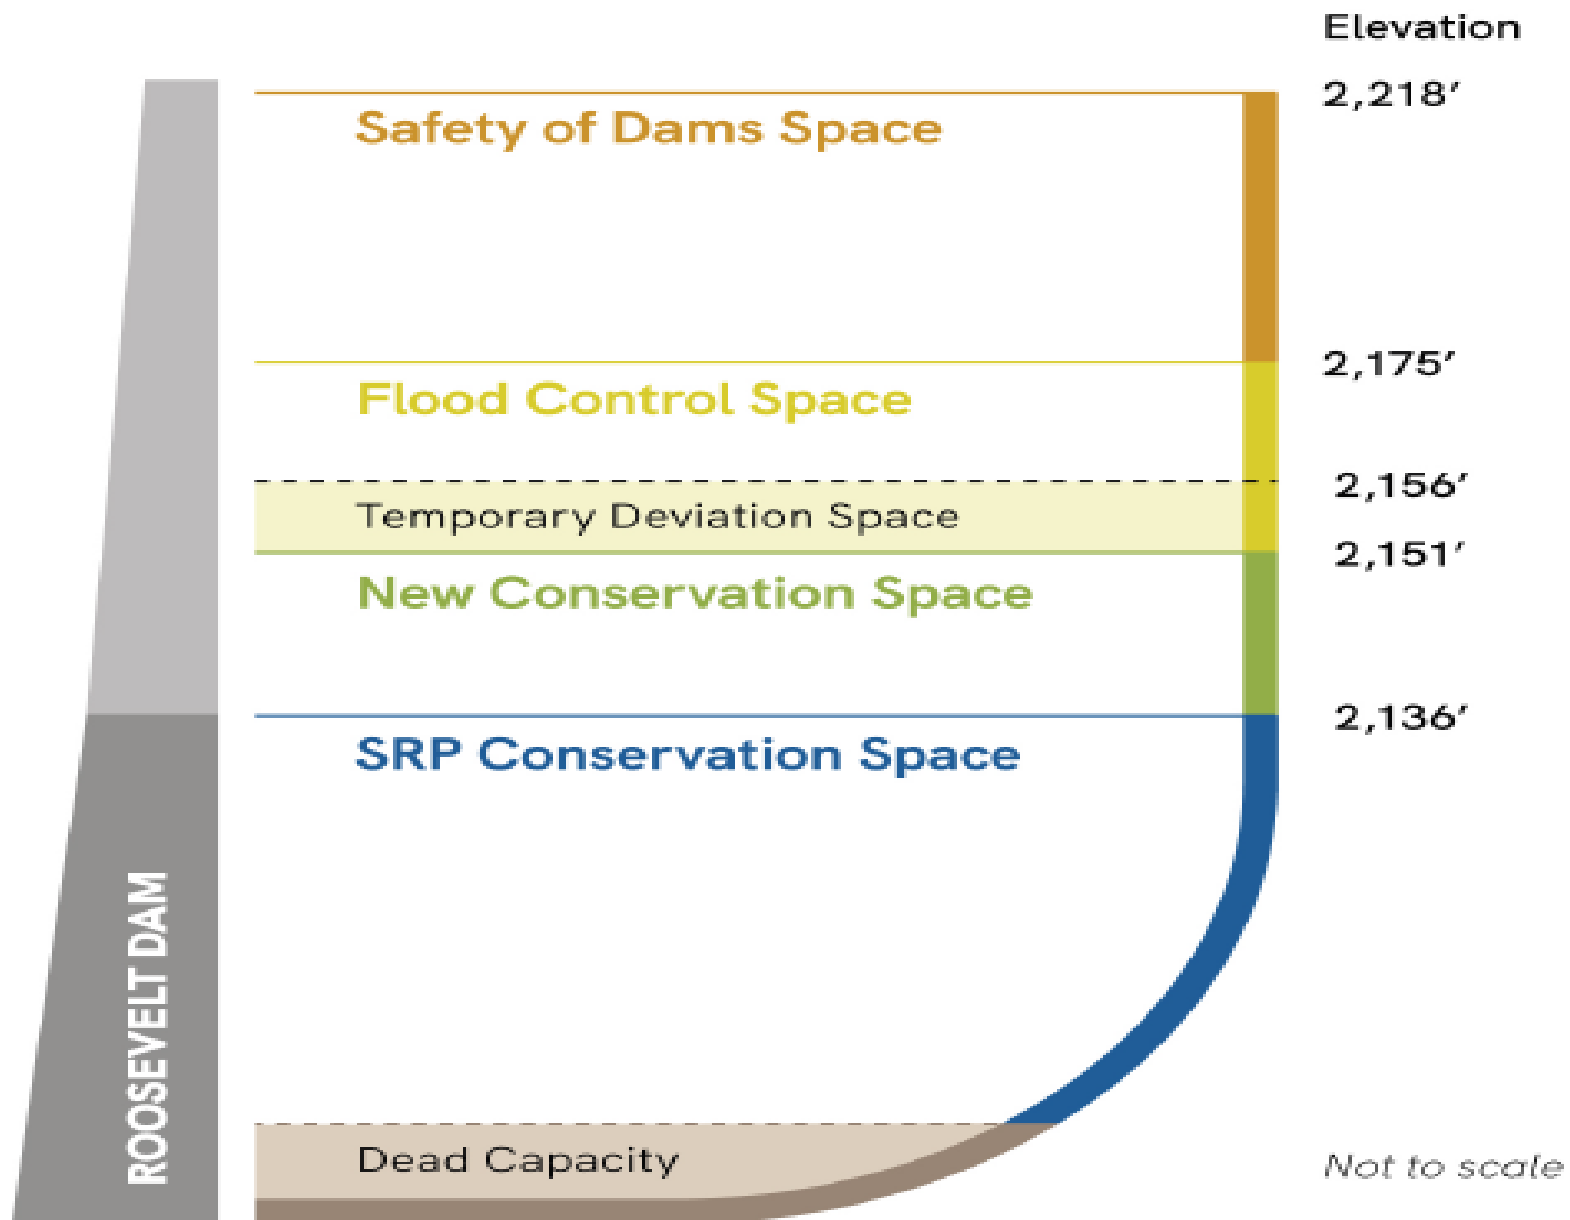 Elevation
2,218′
Safety of Dams Space
2,175′
Flood Control Space
2,156′
Temporary Deviation Space
2,151′
New Conservation Space
2,136′
SRP Conservation Space
ROOSEVELT DAM
Dead Capacity
Not to scale